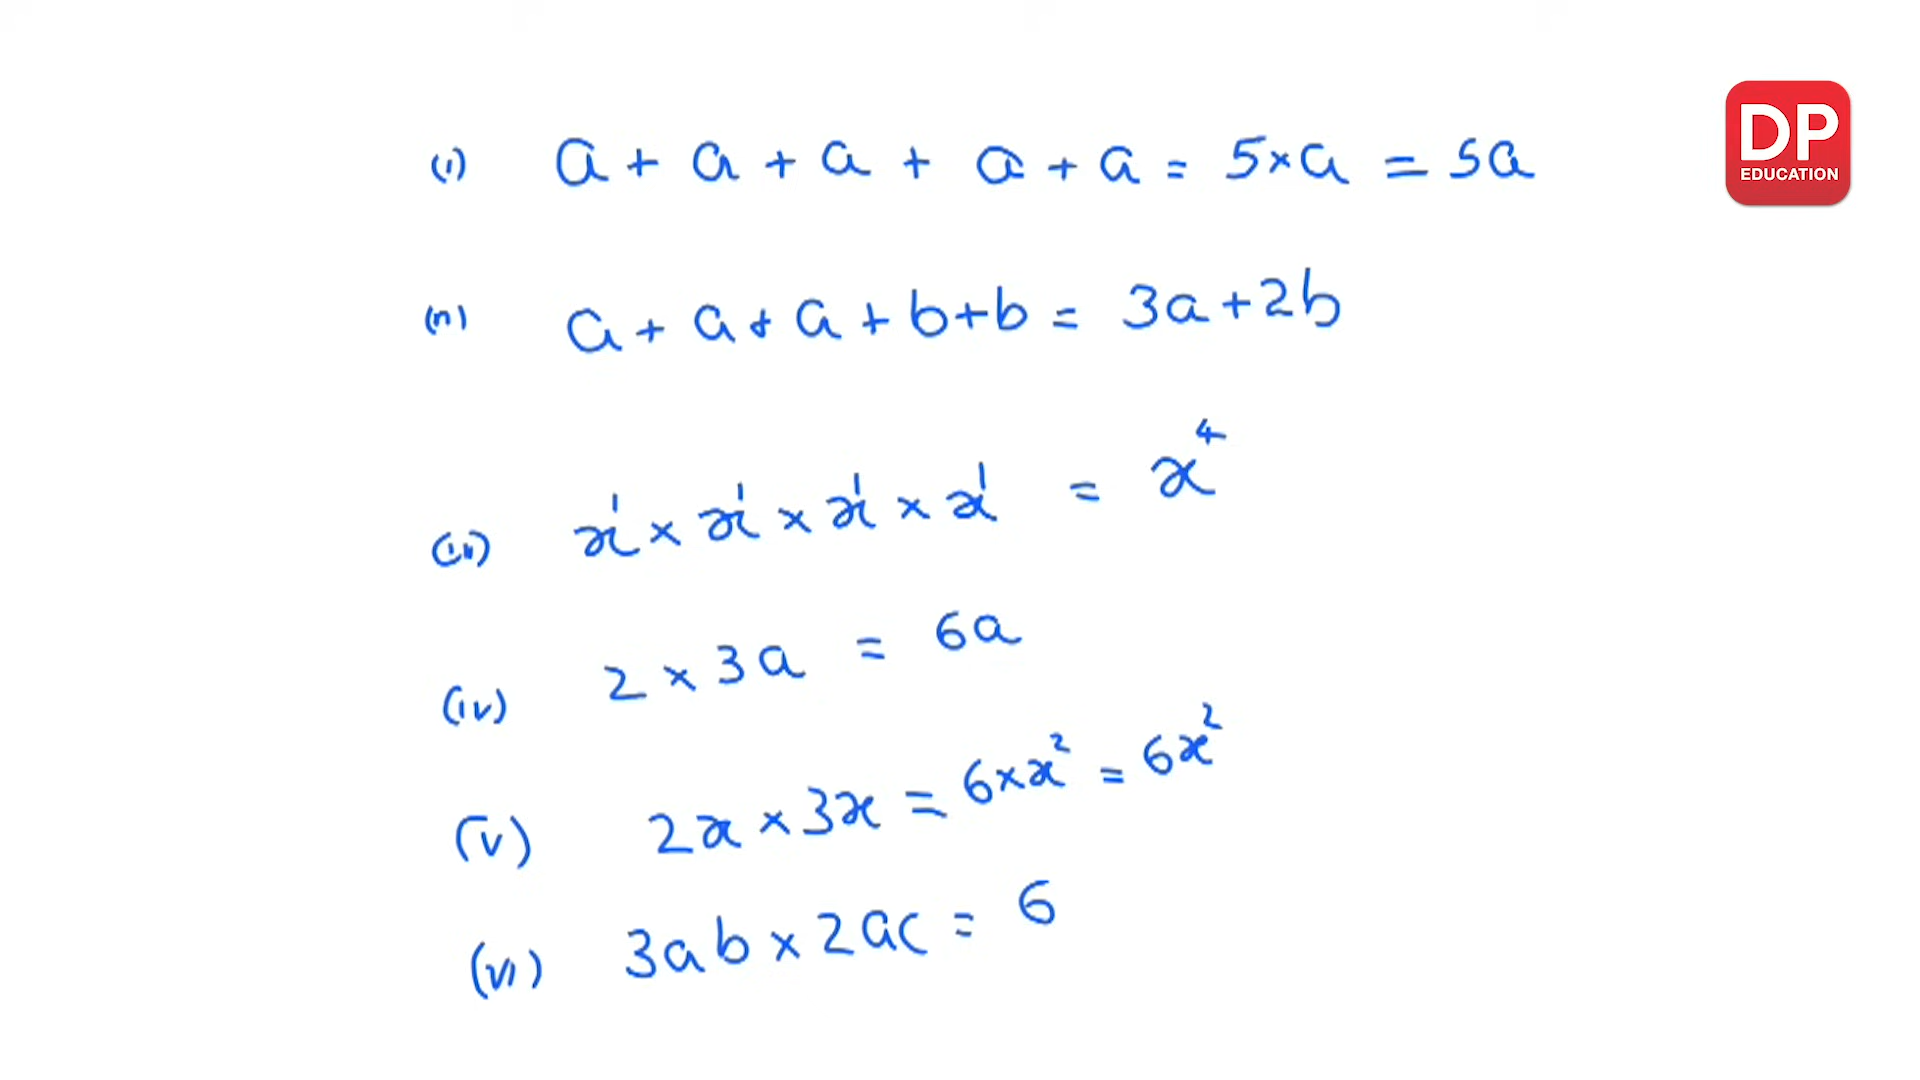 DP
EDUCATION
(i) a + a + a + a + a = 5×a = 5a
(ii) a + a + a + b+b = 3a+2b
(iii) x¹ × x¹ × x¹ × x¹ = x⁴
(iv) 2 × 3a = 6a
(v) 2x × 3x = 6×x² = 6x²
(vi) 3ab × 2ac = 6